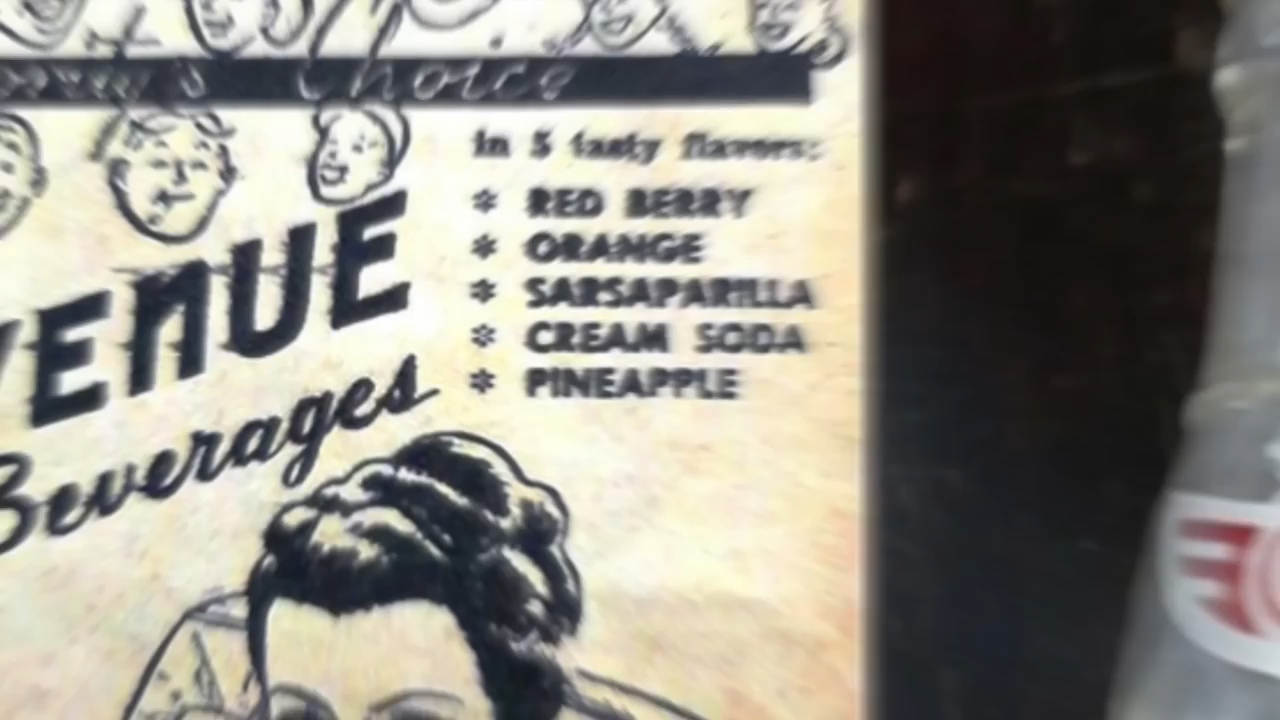 Choice
In 5 tasty flavors:
* RED BERRY
* ORANGE
* SARSAPARILLA
* CREAM SODA
* PINEAPPLE
VENUE
Beverages